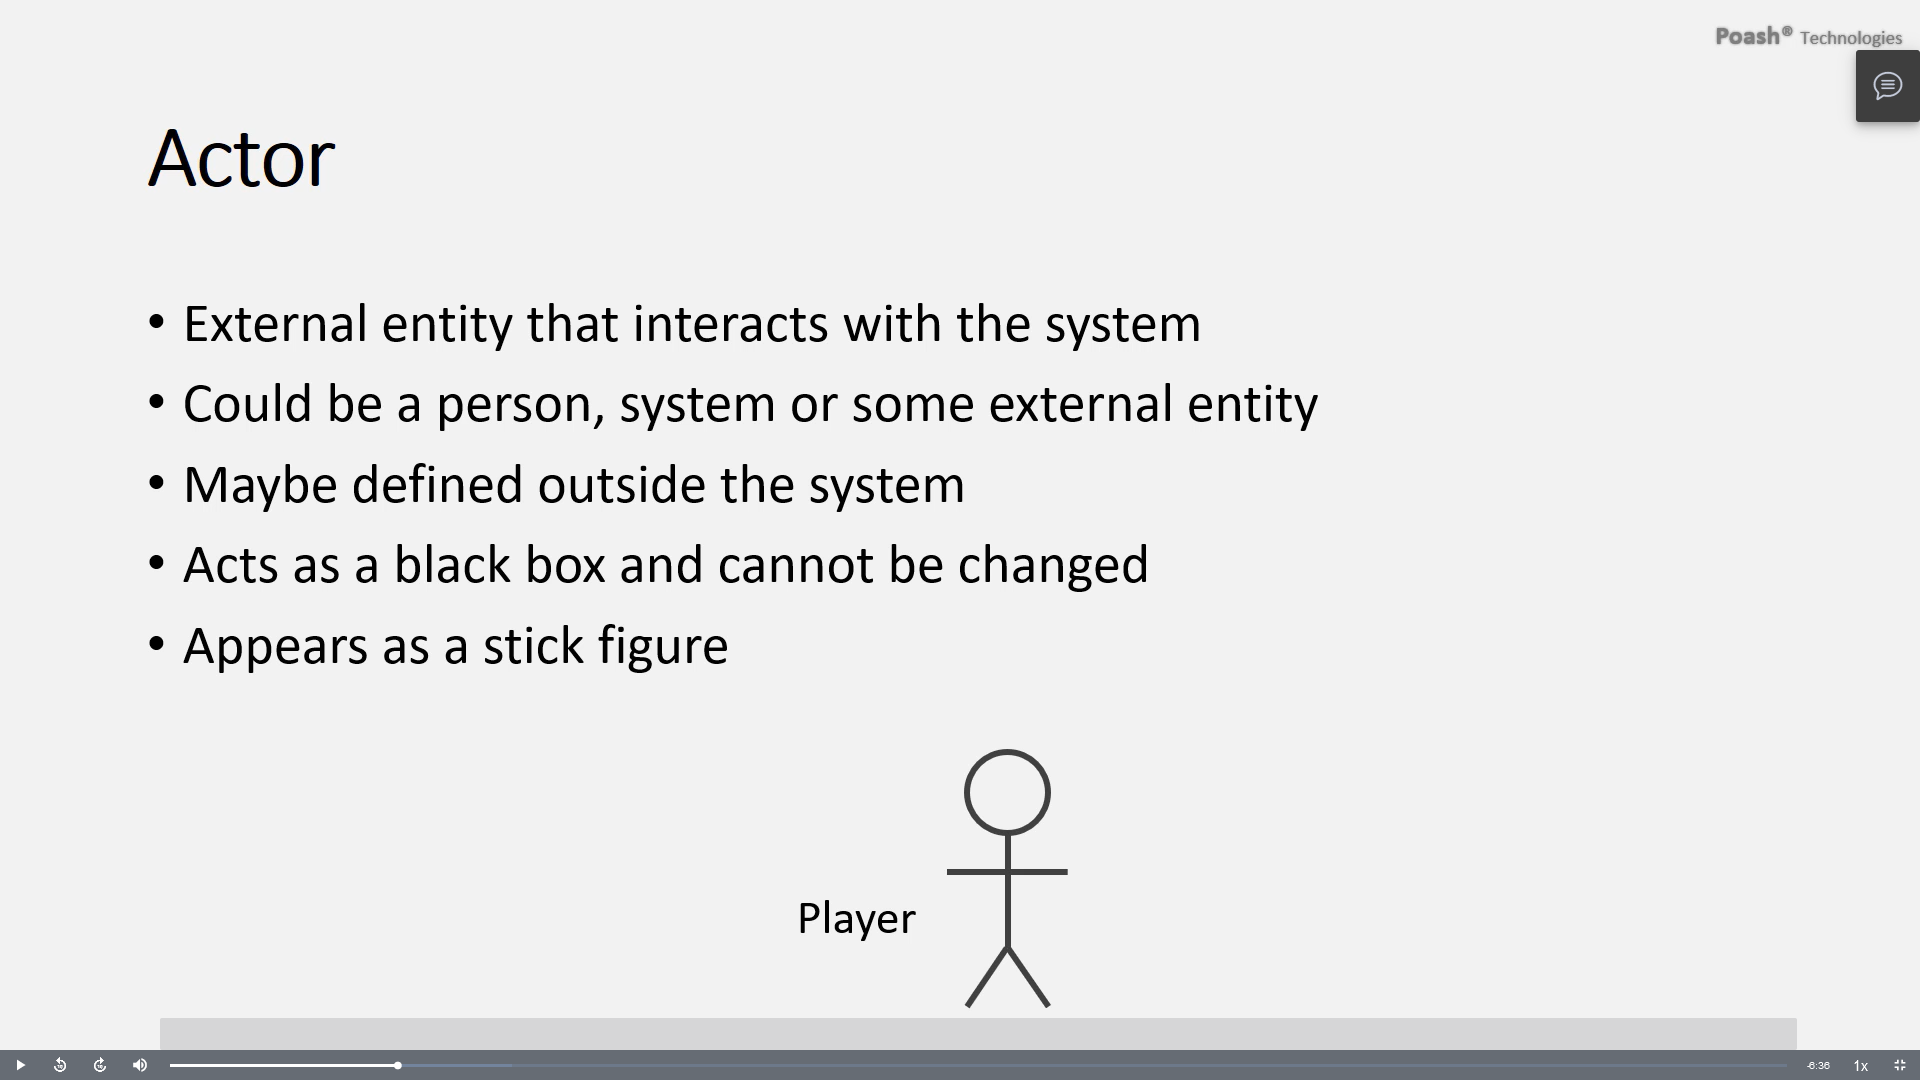 Poash® Technologies
Actor
• External entity that interacts with the system
• Could be a person, system or some external entity
• Maybe defined outside the system
• Acts as a black box and cannot be changed
• Appears as a stick figure
Player
-6:36
1x